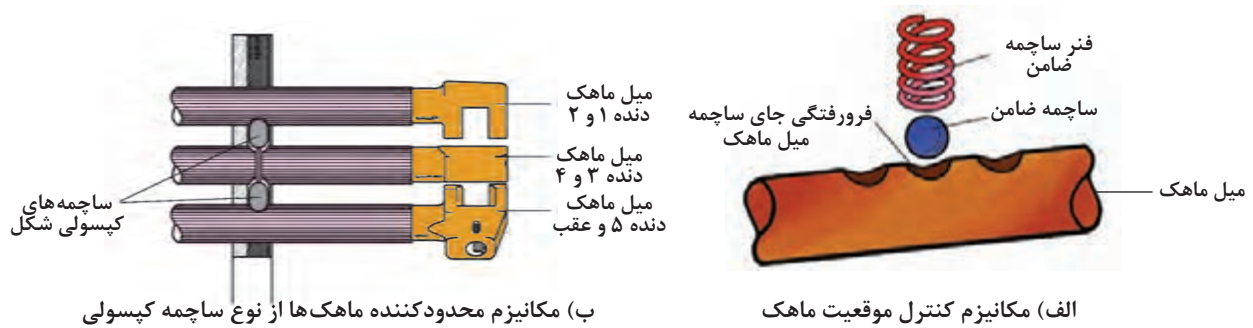 فنر ساچمه
ضامن
ساچمه ضامن
فرورفتگی جای ساچمه
میل ماهک
میل ماهک
الف) مکانیزم کنترل موقعیت ماهک
میل ماهک
دنده ۱ و ۲
میل ماهک
دنده ۳ و ۴
میل ماهک
دنده ۵ و عقب
ساچمه‌های
کپسولی شکل
ب) مکانیزم محدودکننده ماهک‌ها از نوع ساچمه کپسولی